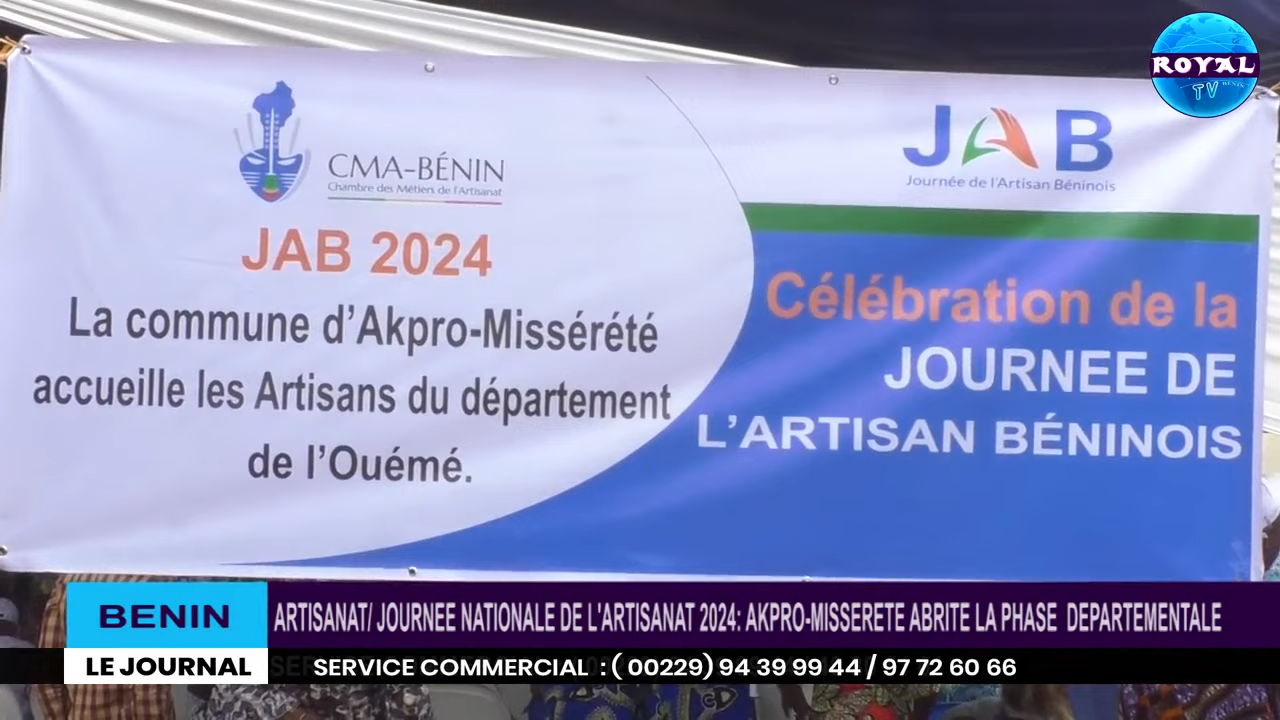 ROYAL
TV
BENIN
CMA-BÉNIN
Chambre des Métiers de l'Artisanat
JAB 2024
La commune d'Akpro-Missérété
accueille les Artisans du département
de l'Ouémé.
JAB
Journée de l'Artisan Béninois
Célébration de la
JOURNEE DE
L'ARTISAN BÉNINOIS
BENIN
ARTISANAT/ JOURNEE NATIONALE DE L'ARTISANAT 2024: AKPRO-MISSERETE ABRITE LA PHASE DEPARTEMENTALE
LE JOURNAL
SERVICE COMMERCIAL : ( 00229) 94 39 99 44 / 97 72 60 66